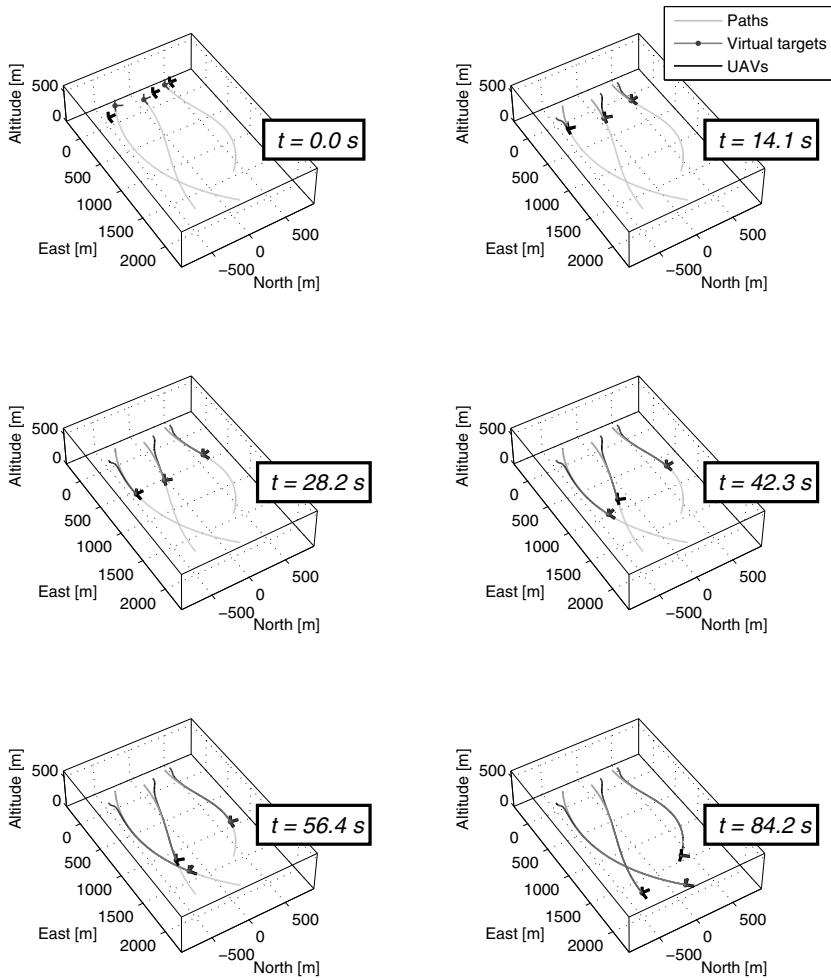 Paths
Virtual targets
UAVs
500
0
Altitude [m]
0
500
1000
1500
2000
East [m]
−500
0
500
North [m]
t = 0.0 s
500
0
Altitude [m]
0
500
1000
1500
2000
East [m]
−500
0
500
North [m]
t = 14.1 s
500
0
Altitude [m]
0
500
1000
1500
2000
East [m]
−500
0
500
North [m]
t = 28.2 s
500
0
Altitude [m]
0
500
1000
1500
2000
East [m]
−500
0
500
North [m]
t = 42.3 s
500
0
Altitude [m]
0
500
1000
1500
2000
East [m]
−500
0
500
North [m]
t = 56.4 s
500
0
Altitude [m]
0
500
1000
1500
2000
East [m]
−500
0
500
North [m]
t = 84.2 s